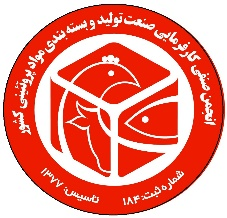 انجمن صنفی کارفرمایی صنعت تولید و بسته بندی مواد پروتئینی کشور
شماره ثبت: ۱۸۴
تاسیس: ۱۳۷۷